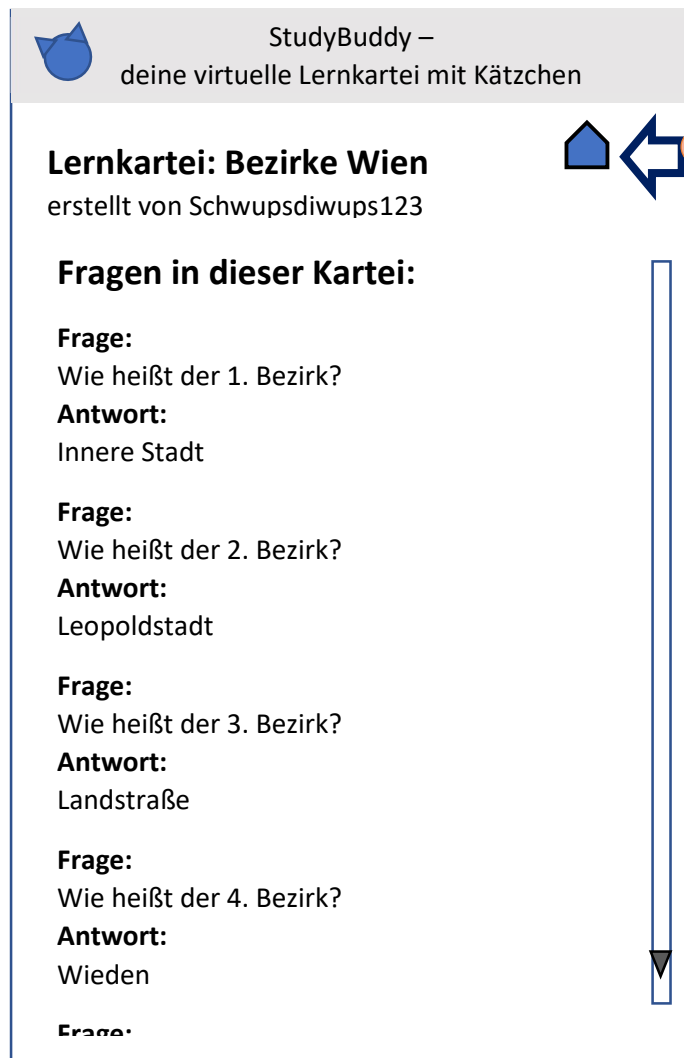 StudyBuddy –
deine virtuelle Lernkartei mit Kätzchen
Lernkartei: Bezirke Wien
erstellt von Schwupsdiwups123
Fragen in dieser Kartei:
Frage:
Wie heißt der 1. Bezirk?
Antwort:
Innere Stadt
Frage:
Wie heißt der 2. Bezirk?
Antwort:
Leopoldstadt
Frage:
Wie heißt der 3. Bezirk?
Antwort:
Landstraße
Frage:
Wie heißt der 4. Bezirk?
Antwort:
Wieden
Frage: